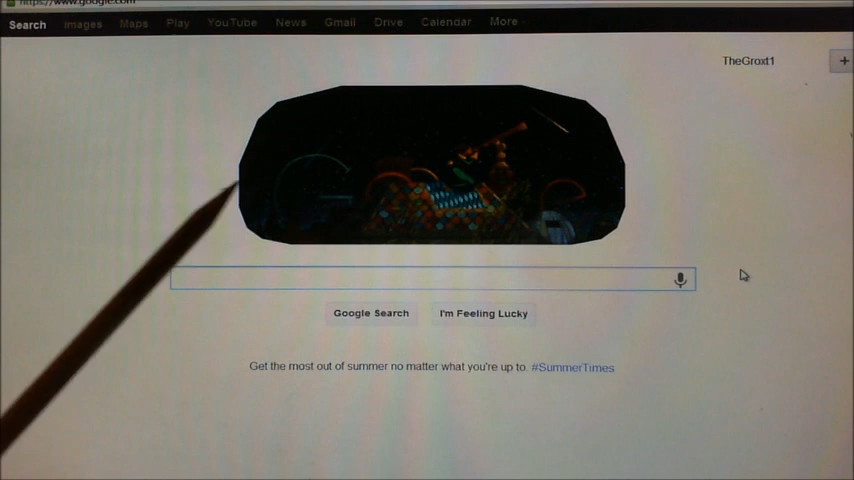 https://www.google.com
Search Images Maps Play YouTube News Gmail Drive Calendar More
TheGroxt1
+
Google Search I'm Feeling Lucky
Get the most out of summer no matter what you're up to. #SummerTimes